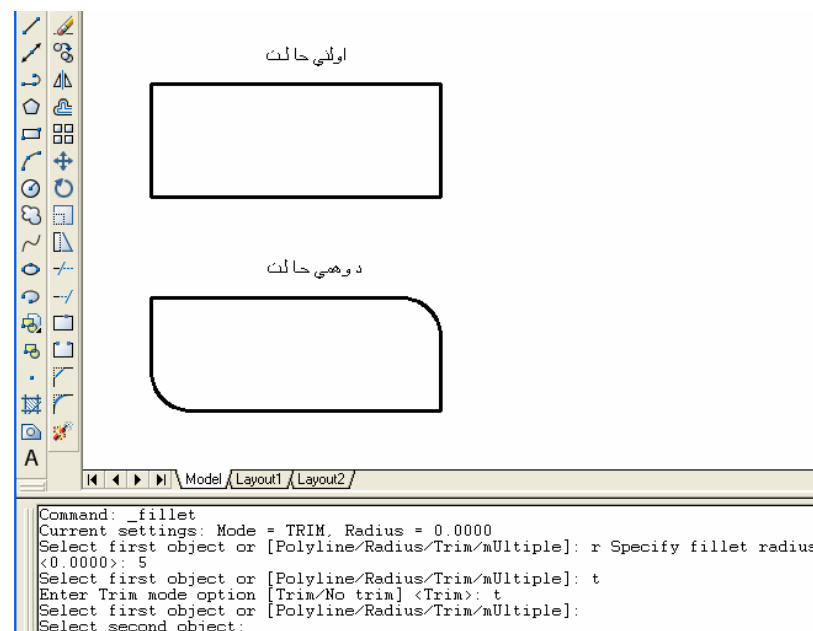 اولني حالت
دوهمي حالت
A
Model Layout1 Layout2
Command: _fillet
Current settings: Mode = TRIM, Radius = 0.0000
Select first object or [Polyline/Radius/Trim/mUltiple]: r Specify fillet radius
<0.0000>: 5
Select first object or [Polyline/Radius/Trim/mUltiple]: t
Enter Trim mode option [Trim/No trim] <Trim>: t
Select first object or [Polyline/Radius/Trim/mUltiple]:
Select second object: